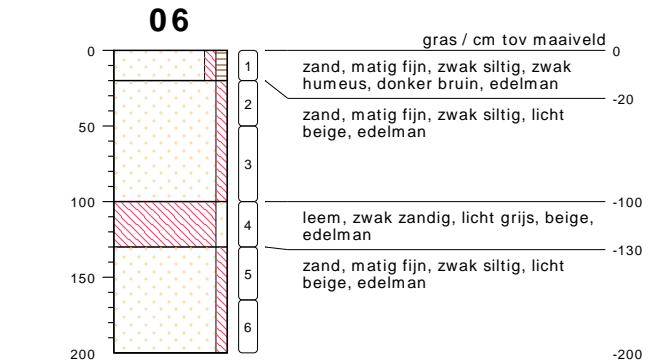 06
gras / cm tov maaiveld
0
0
1
zand, matig fijn, zwak siltig, zwak
humeus, donker bruin, edelman
-20
2
zand, matig fijn, zwak siltig, licht
beige, edelman
50
3
100
-100
4
leem, zwak zandig, licht grijs, beige,
edelman
-130
5
zand, matig fijn, zwak siltig, licht
beige, edelman
150
6
200
-200